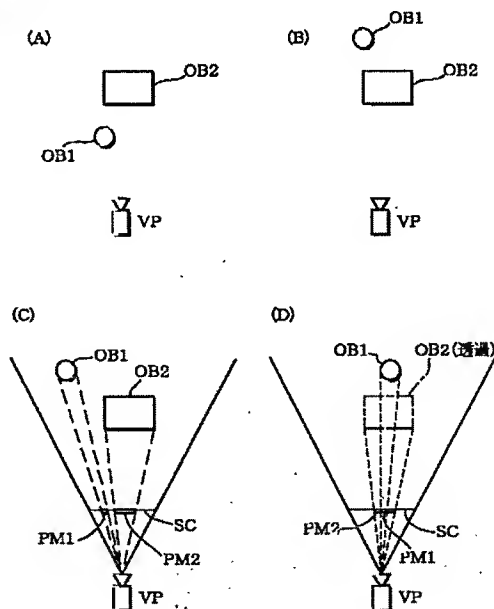 (A)
OB2
OB1
VP
(B)
OB1
OB2
VP
(C)
OB1
OB2
PM1
SC
PM2
VP
(D)
OB1
OB2(透過)
PM2
SC
PM1
VP